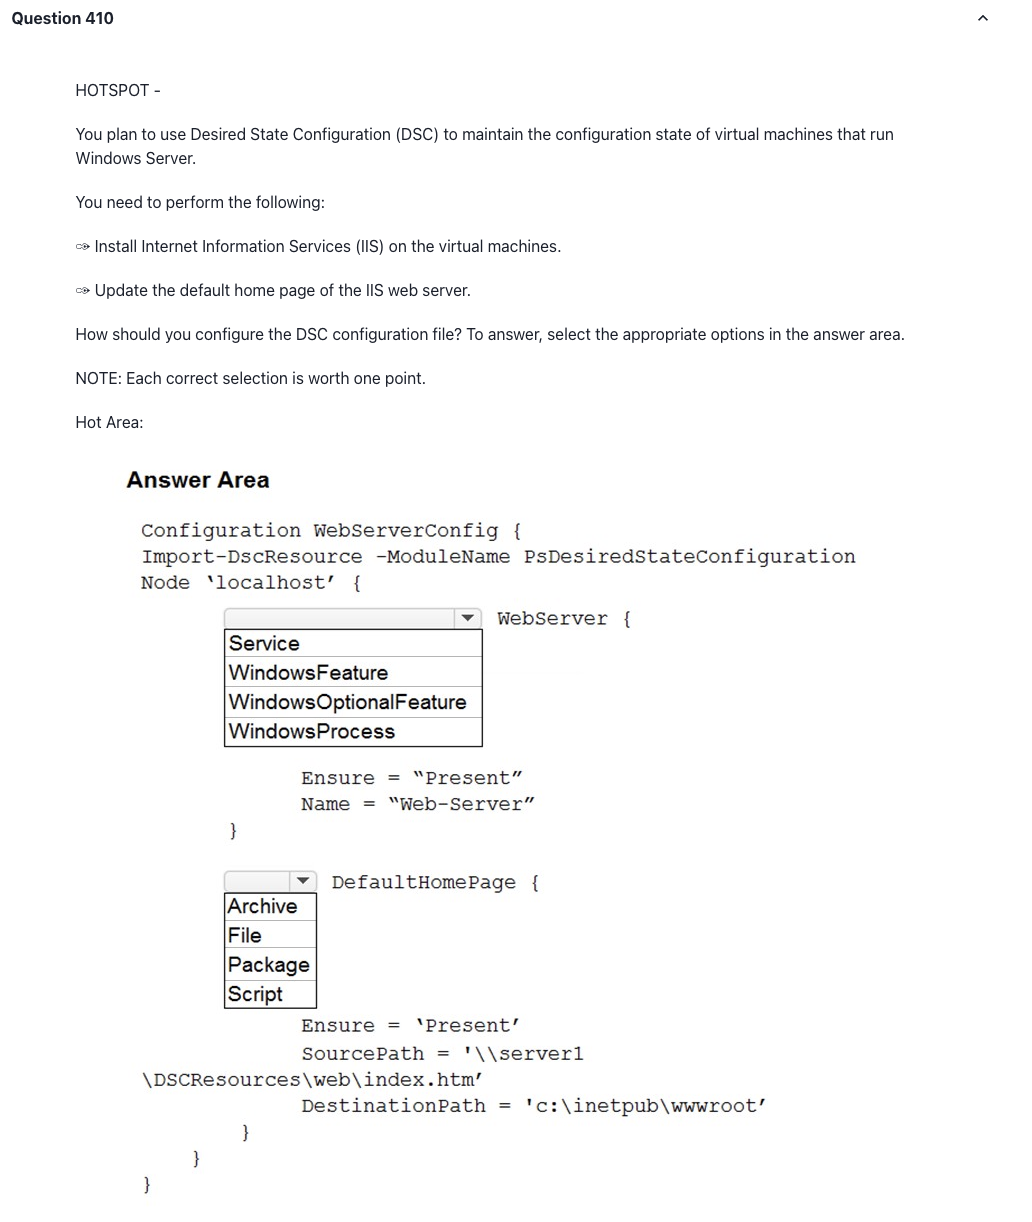 Question 410
HOTSPOT -
You plan to use Desired State Configuration (DSC) to maintain the configuration state of virtual machines that run
Windows Server.
You need to perform the following:
✑ Install Internet Information Services (IIS) on the virtual machines.
✑ Update the default home page of the IIS web server.
How should you configure the DSC configuration file? To answer, select the appropriate options in the answer area.
NOTE: Each correct selection is worth one point.
Hot Area:
Answer Area
Configuration WebServerConfig {
Import-DscResource -ModuleName PsDesiredStateConfiguration
Node ‛localhost′ {
WebServer {
Service
WindowsFeature
WindowsOptionalFeature
WindowsProcess
Ensure = “Present”
Name = “Web-Server”
}
DefaultHomePage {
Archive
File
Package
Script
Ensure = ‛Present′
SourcePath = '\\server1
\DSCResources\web\index.htm′
DestinationPath = 'c:\inetpub\wwwroot′
}
}
}